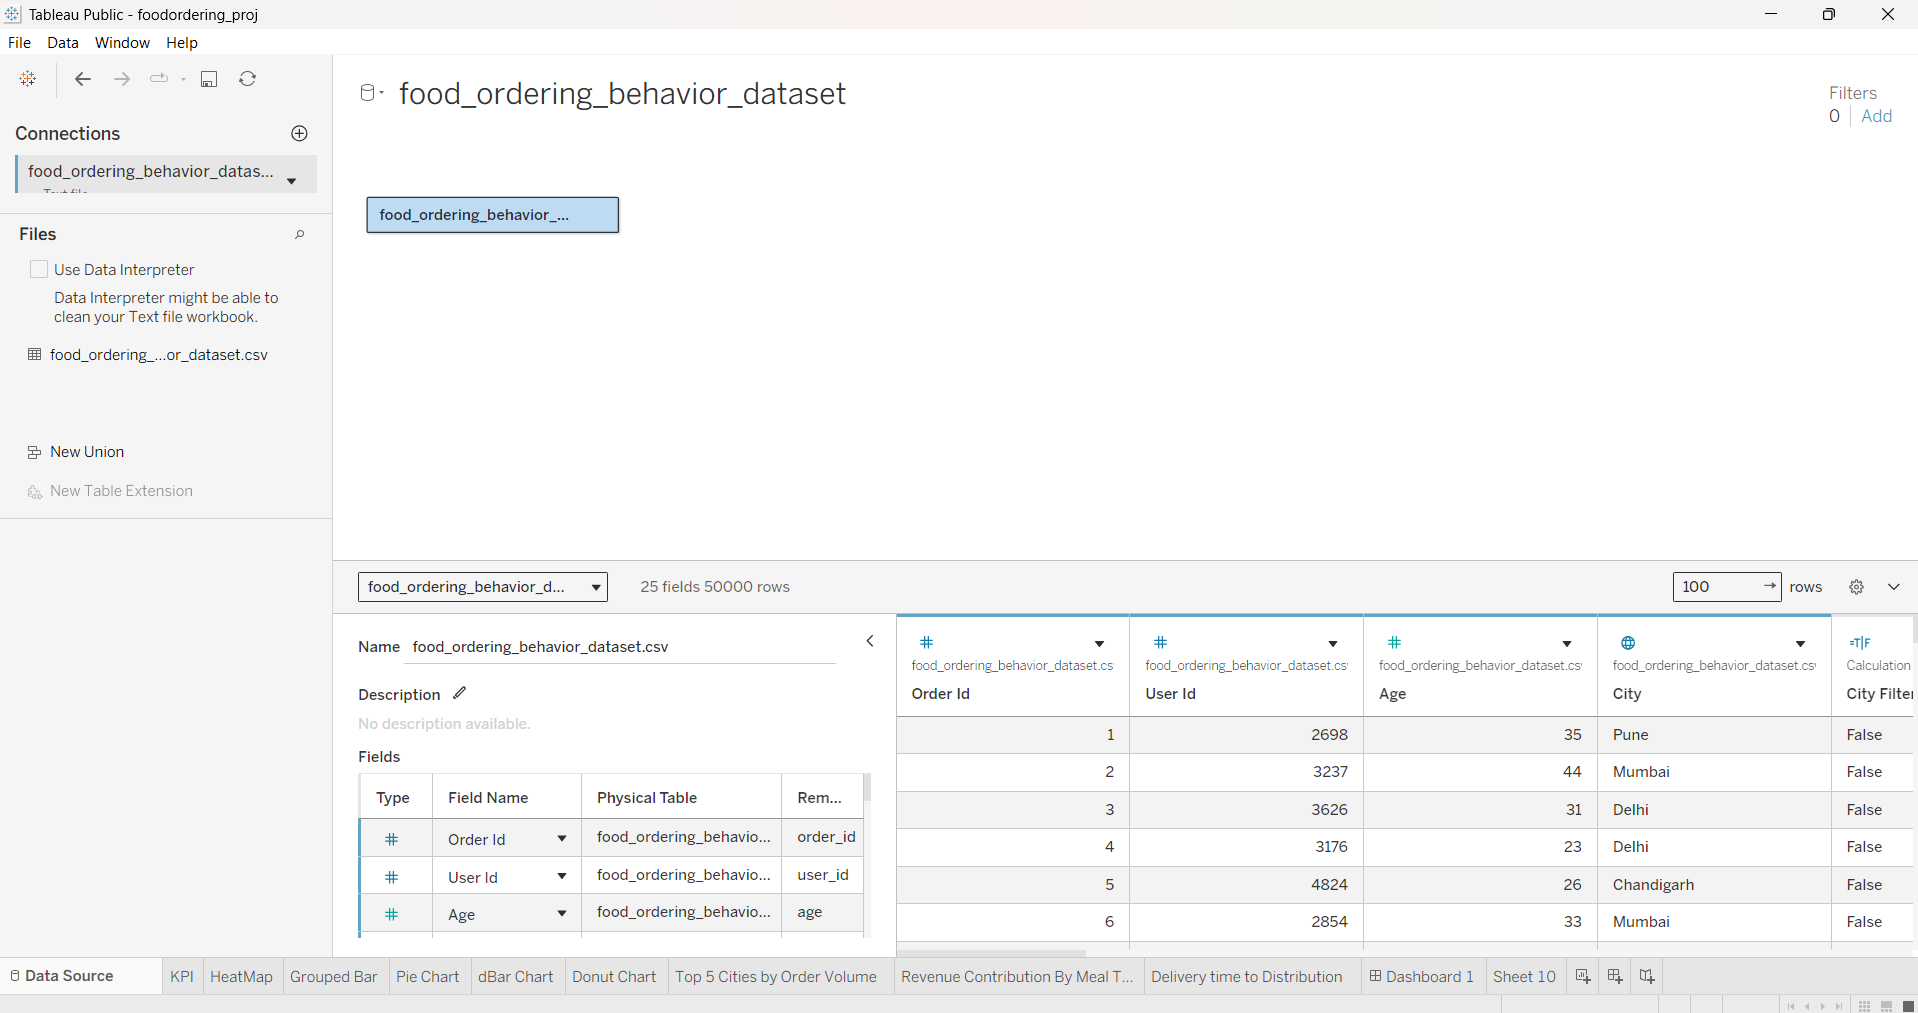 Tableau Public - foodordering_proj
File Data Window Help
Connections
food_ordering_behavior_datas...
Text file
Files
Use Data Interpreter
Data Interpreter might be able to
clean your Text file workbook.
food_ordering_...or_dataset.csv
New Union
New Table Extension
food_ordering_behavior_dataset
Filters
0 Add
food_ordering_behavior_...
food_ordering_behavior_d... 25 fields 50000 rows 100 rows
Name food_ordering_behavior_dataset.csv
Description
No description available.
Fields
Type Field Name Physical Table Rem...
# Order Id food_ordering_behavio... order_id
# User Id food_ordering_behavio... user_id
# Age food_ordering_behavio... age
# # # =T|F
food_ordering_behavior_dataset.cs food_ordering_behavior_dataset.cs food_ordering_behavior_dataset.cs food_ordering_behavior_dataset.cs Calculation
Order Id User Id Age City City Filter
1 2698 35 Pune False
2 3237 44 Mumbai False
3 3626 31 Delhi False
4 3176 23 Delhi False
5 4824 26 Chandigarh False
6 2854 33 Mumbai False
Data Source KPI HeatMap Grouped Bar Pie Chart dBar Chart Donut Chart Top 5 Cities by Order Volume Revenue Contribution By Meal T... Delivery time to Distribution Dashboard 1 Sheet 10